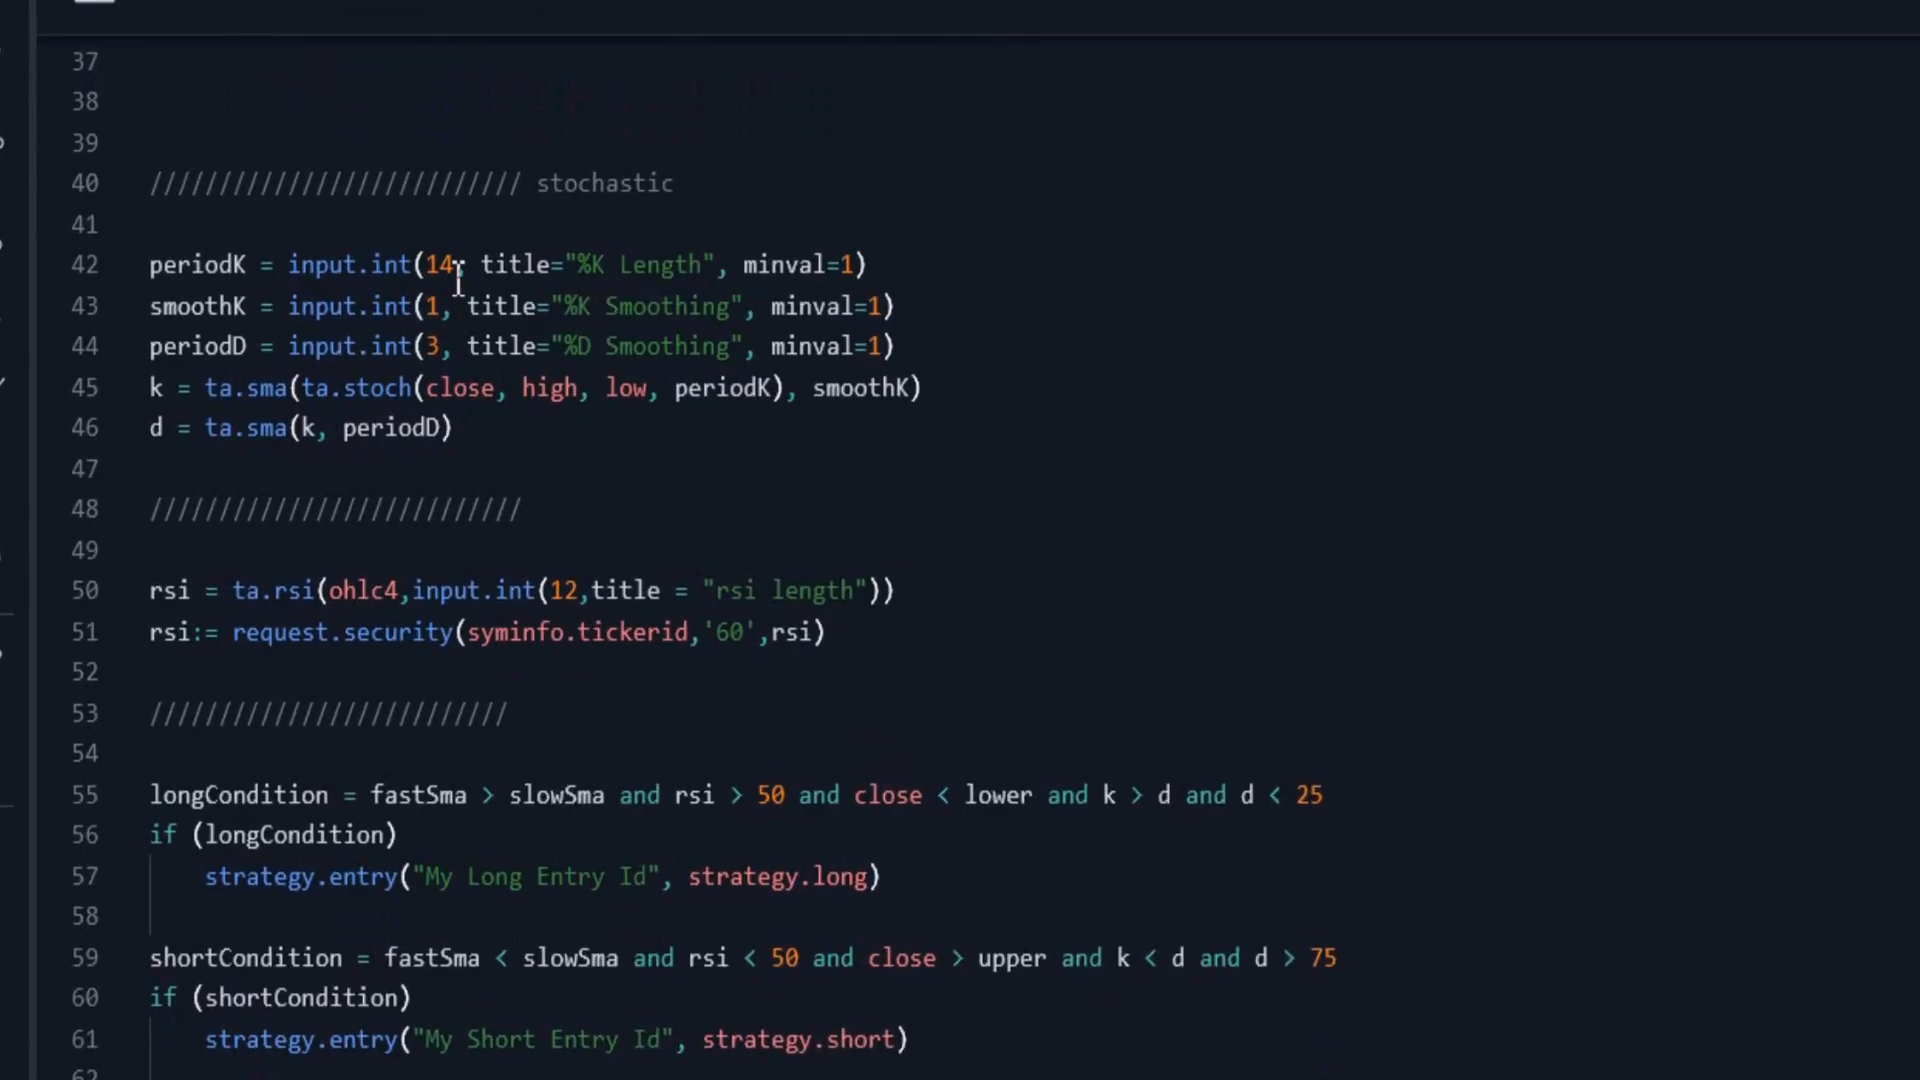 37
38
39
40 /////////////////////////// stochastic
41
42 periodK = input.int(14, title="%K Length", minval=1)
43 smoothK = input.int(1, title="%K Smoothing", minval=1)
44 periodD = input.int(3, title="%D Smoothing", minval=1)
45 k = ta.sma(ta.stoch(close, high, low, periodK), smoothK)
46 d = ta.sma(k, periodD)
47
48 ///////////////////////////
49
50 rsi = ta.rsi(ohlc4,input.int(12,title = "rsi length"))
51 rsi:= request.security(syminfo.tickerid,'60',rsi)
52
53 //////////////////////////
54
55 longCondition = fastSma > slowSma and rsi > 50 and close < lower and k > d and d < 25
56 if (longCondition)
57     strategy.entry("My Long Entry Id", strategy.long)
58
59 shortCondition = fastSma < slowSma and rsi < 50 and close > upper and k < d and d > 75
60 if (shortCondition)
61     strategy.entry("My Short Entry Id", strategy.short)
62